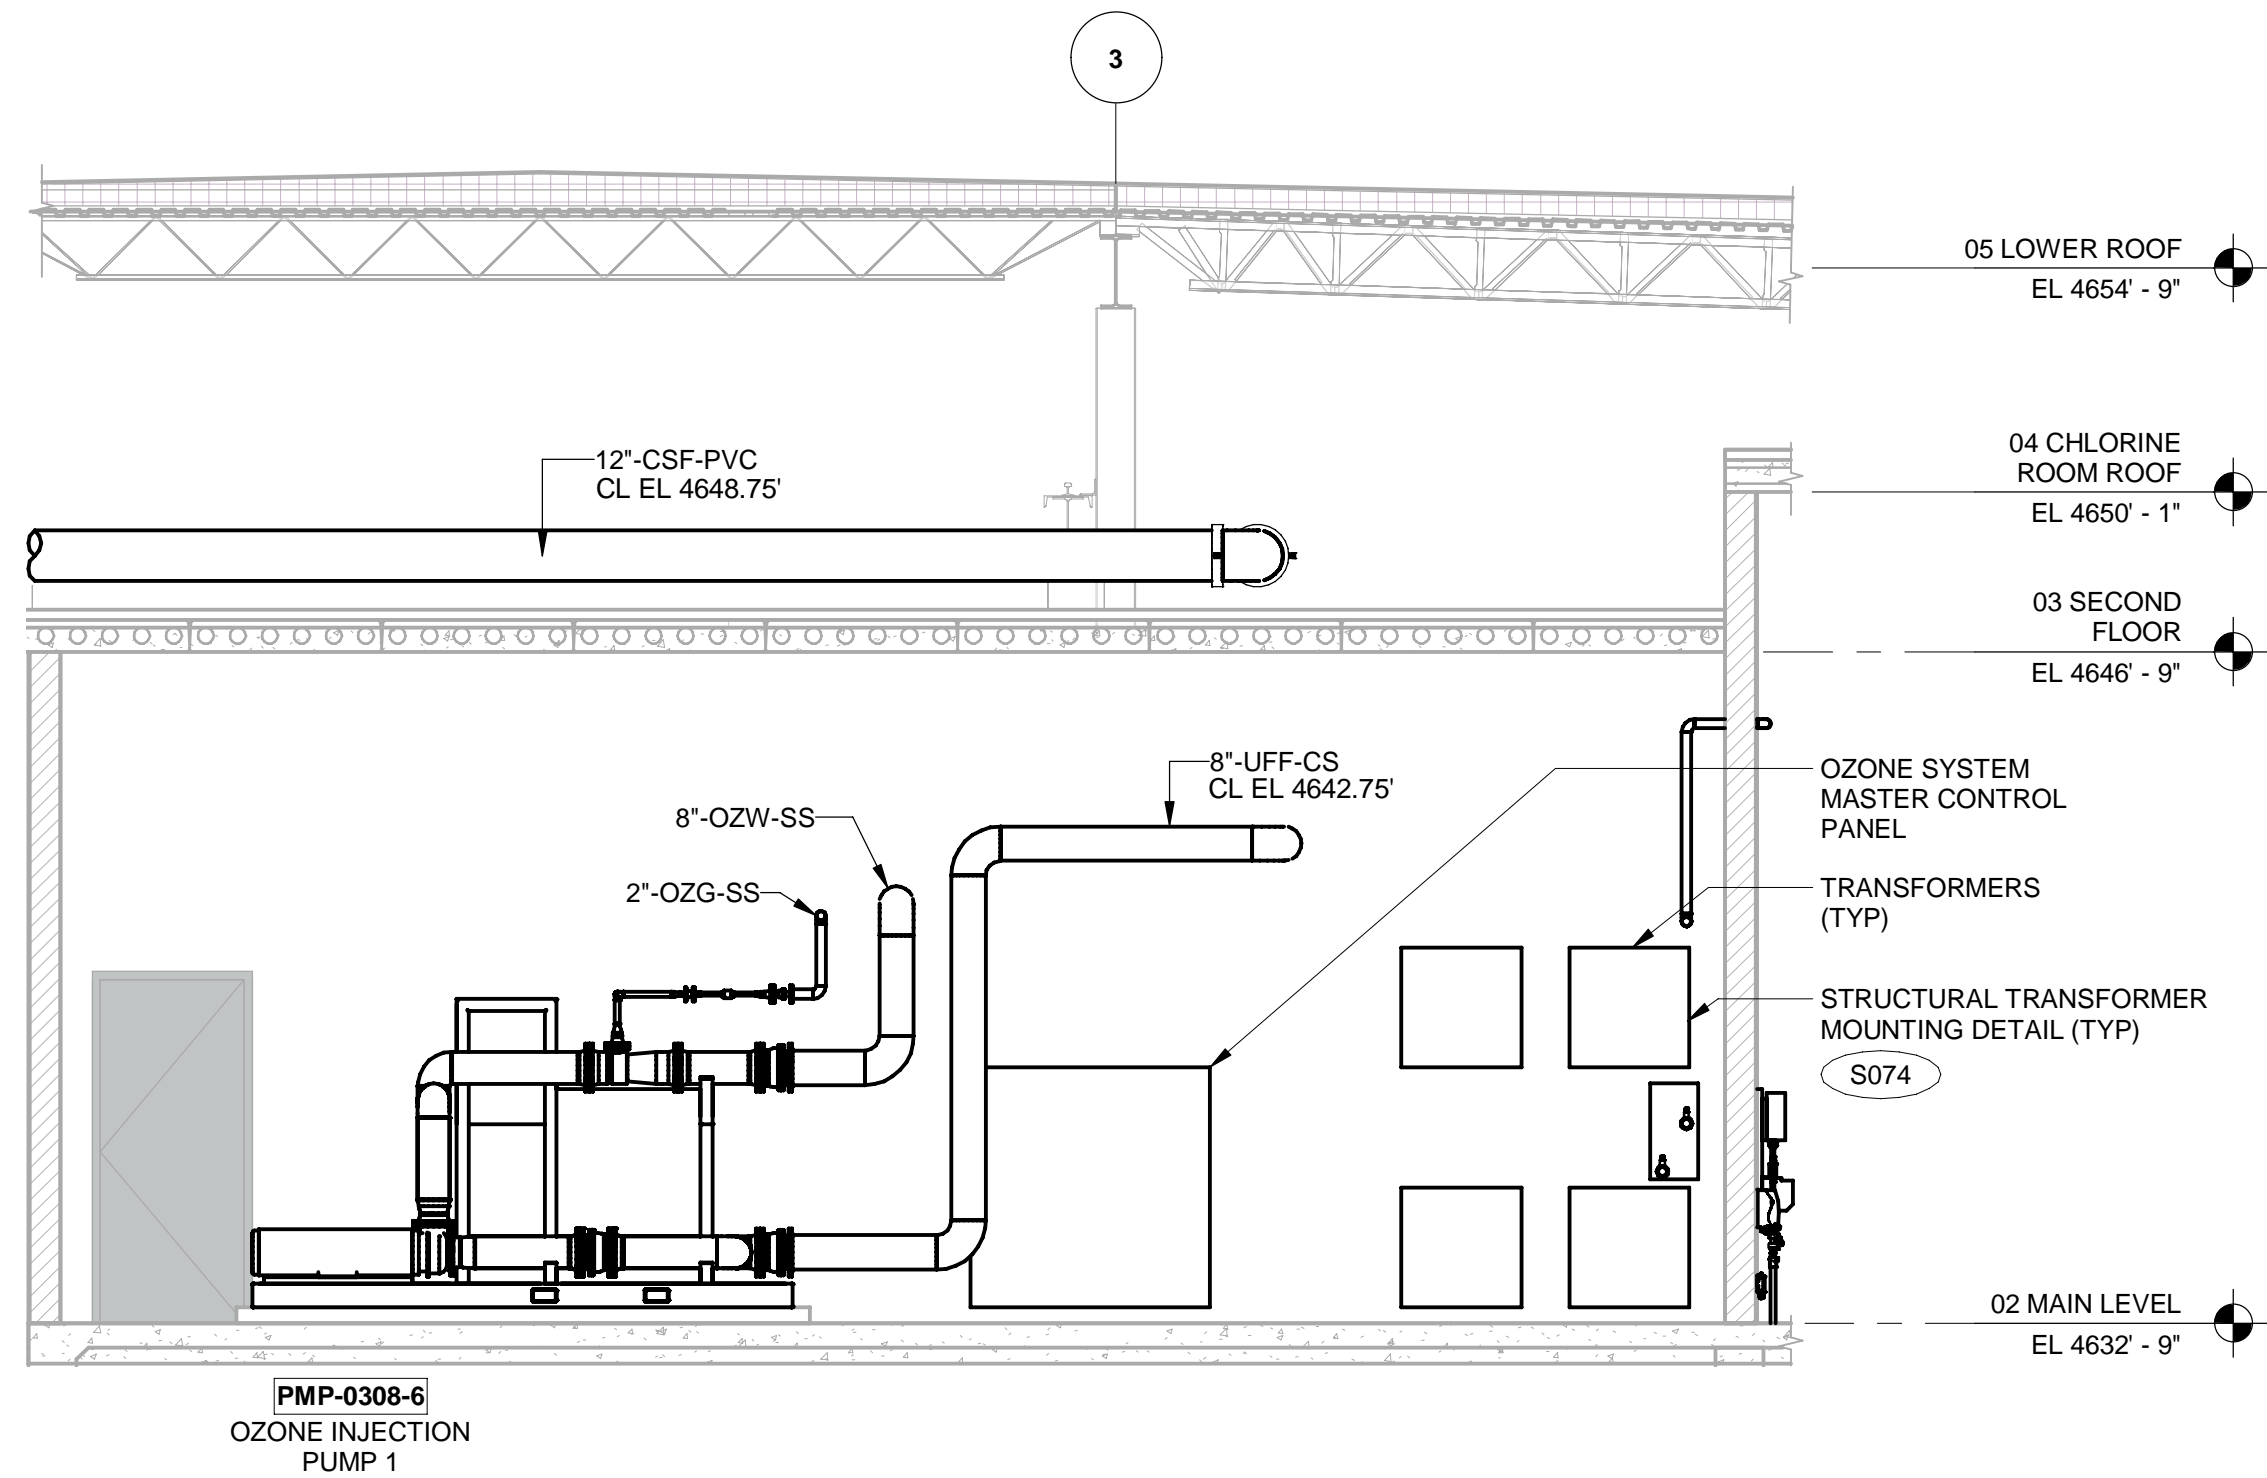 3
05 LOWER ROOF
EL 4654' - 9"
04 CHLORINE
ROOM ROOF
EL 4650' - 1"
12"-CSF-PVC
CL EL 4648.75'
03 SECOND
FLOOR
EL 4646' - 9"
8"-UFF-CS
CL EL 4642.75'
OZONE SYSTEM
MASTER CONTROL
PANEL
8"-OZW-SS
2"-OZG-SS
TRANSFORMERS
(TYP)
STRUCTURAL TRANSFORMER
MOUNTING DETAIL (TYP)
S074
02 MAIN LEVEL
EL 4632' - 9"
PMP-0308-6
OZONE INJECTION
PUMP 1